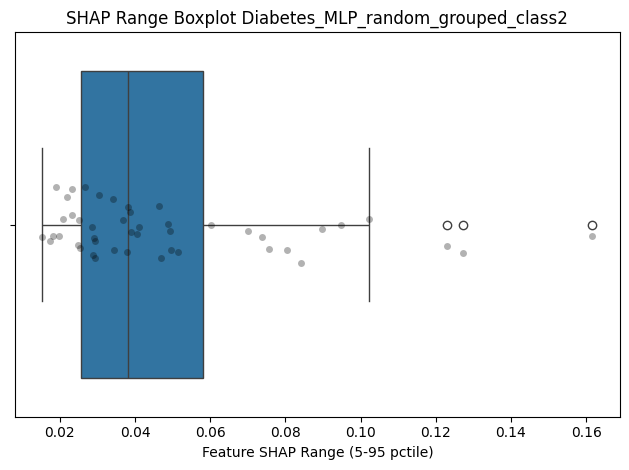 SHAP Range Boxplot Diabetes_MLP_random_grouped_class2
0.02 0.04 0.06 0.08 0.10 0.12 0.14 0.16
Feature SHAP Range (5-95 pctile)